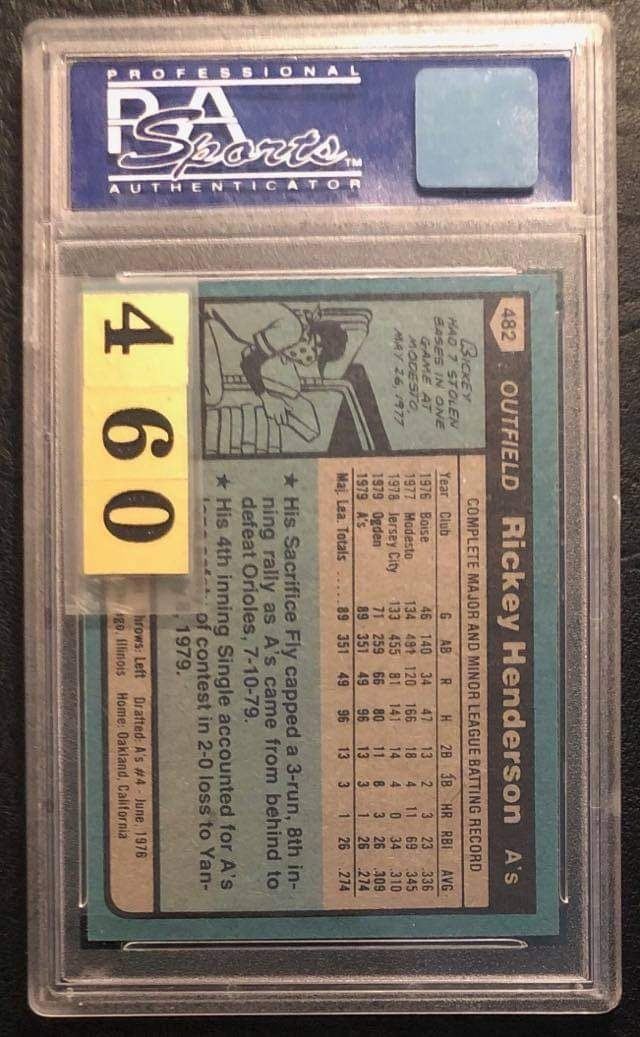 PROFESSIONAL
PA
Sports™
AUTHENTICATOR
460
482 OUTFIELD Rickey Henderson A's
RICKEY
HAD 7 STOLEN
BASES IN ONE
GAME AT
MODESTO,
MAY 26, 1977
COMPLETE MAJOR AND MINOR LEAGUE BATTING RECORD
Year Club G AB R H 2B 3B HR RBI AVG
1976 Boise 46 140 34 47 13 2 3 23 .336
1977 Modesto 134 481 120 166 18 4 11 69 .345
1978 Jersey City 133 455 81 141 14 4 0 34 .310
1979 Ogden 71 259 66 80 11 8 3 26 .309
1979 A's 89 351 49 96 13 3 1 26 .274
Maj. Lea. Totals ..... 89 351 49 96 13 3 1 26 .274
★ His Sacrifice Fly capped a 3-run, 8th in-
ning rally as A's came from behind to
defeat Orioles, 7-10-79.
★ His 4th inning Single accounted for A's
of contest in 2-0 loss to Yan-
1979.
Throws: Left Drafted: A's #4 - June, 1976
Illinois Home: Oakland, California